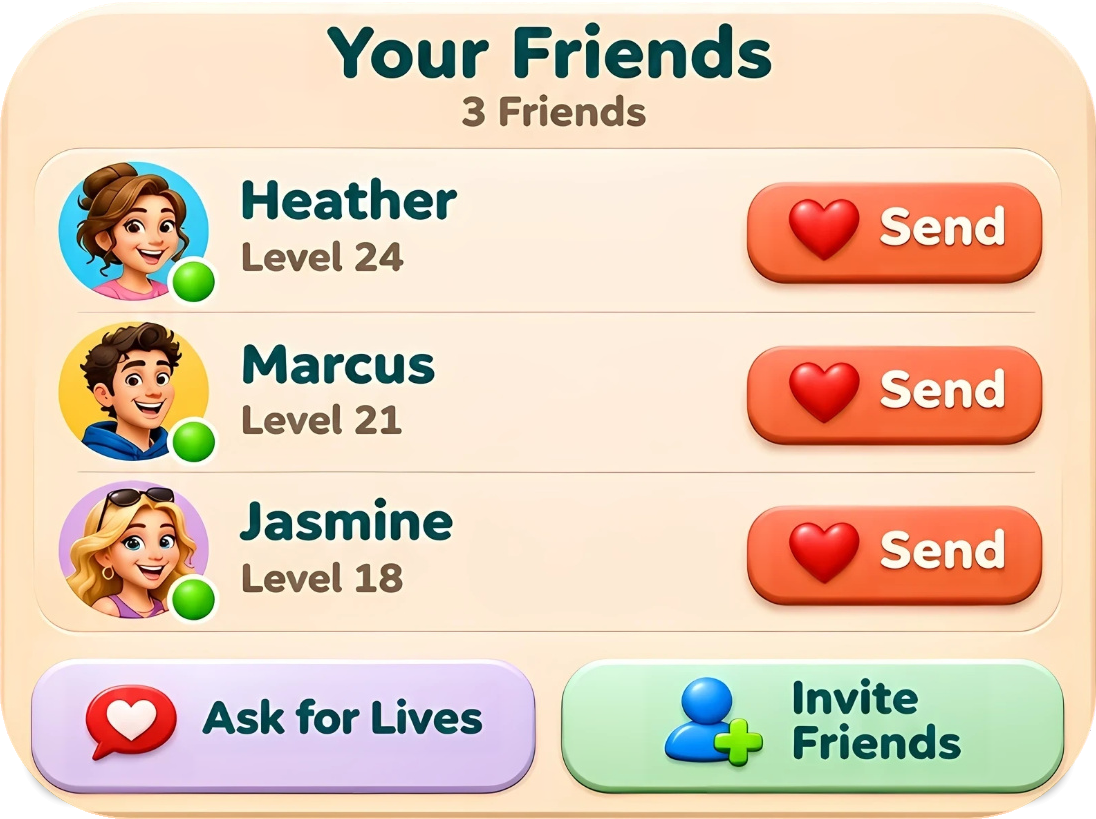 Your Friends
3 Friends
Heather
Level 24
Send
Marcus
Level 21
Send
Jasmine
Level 18
Send
Ask for Lives
Invite
Friends